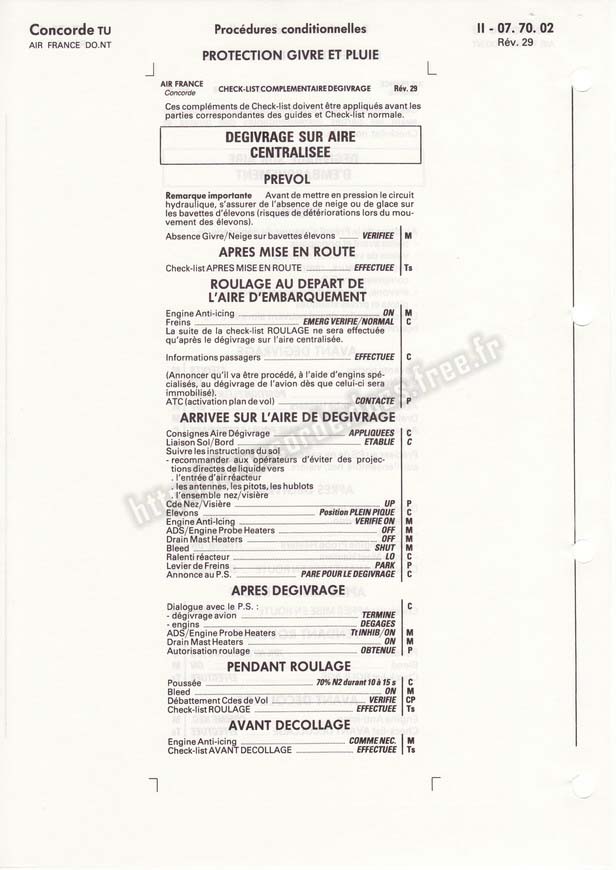 Concorde TU
AIR FRANCE DO.NT
Procédures conditionnelles
II - 07. 70. 02
Rév. 29
PROTECTION GIVRE ET PLUIE
AIR FRANCE
Concorde
CHECK-LIST COMPLEMENTAIRE DEGIVRAGE
Rév. 29
Ces compléments de Check-list doivent être appliqués avant les
parties correspondantes des guides et Check-list normale.
DEGIVRAGE SUR AIRE
CENTRALISEE
PREVOL
Remarque importante Avant de mettre en pression le circuit
hydraulique, s'assurer de l'absence de neige ou de glace sur
les bavettes d'élevons (risques de détériorations lors du mou-
vement des élevons).
Absence Givre/Neige sur bavettes élevons VERIFIEE M
APRES MISE EN ROUTE
Check-list APRES MISE EN ROUTE EFFECTUEE Ts
ROULAGE AU DEPART DE
L'AIRE D'EMBARQUEMENT
Engine Anti-icing ON M
Freins EMERG VERIFIE/NORMAL C
La suite de la check-list ROULAGE ne sera effectuée
qu'après le dégivrage sur l'aire centralisée.
Informations passagers EFFECTUEE C
(Annoncer qu'il va être procédé, à l'aide d'engins spé-
cialisés, au dégivrage de l'avion dès que celui-ci sera
immobilisé).
ATC (activation plan de vol) CONTACTE P
ARRIVEE SUR L'AIRE DE DEGIVRAGE
Consignes Aire Dégivrage APPLIQUEES C
Liaison Sol/Bord ETABLIE C
Suivre les instructions du sol
- recommander aux opérateurs d'éviter des projec-
tions directes de liquide vers
. l'entrée d'air réacteur
. les antennes, les pitots, les hublots
. l'ensemble nez/visière
Cde Nez/Visière UP P
Elevons Position PLEIN PIQUE C
Engine Anti-Icing VERIFIE ON M
ADS/Engine Probe Heaters OFF M
Drain Mast Heaters OFF M
Bleed SHUT M
Ralenti réacteur LO C
Levier de Freins PARK P
Annonce au P.S. PARE POUR LE DEGIVRAGE C
APRES DEGIVRAGE
Dialogue avec le P.S. : C
- dégivrage avion TERMINE
- engins DEGAGES
ADS/Engine Probe Heaters Tt INHIB/ON M
Drain Mast Heaters ON M
Autorisation roulage OBTENUE P
PENDANT ROULAGE
Poussée 70% N2 durant 10 à 15 s C
Bleed ON M
Débattement Cdes de Vol VERIFIE CP
Check-list ROULAGE EFFECTUEE Ts
AVANT DECOLLAGE
Engine Anti-icing COMME NEC. M
Check-list AVANT DECOLLAGE EFFECTUEE Ts